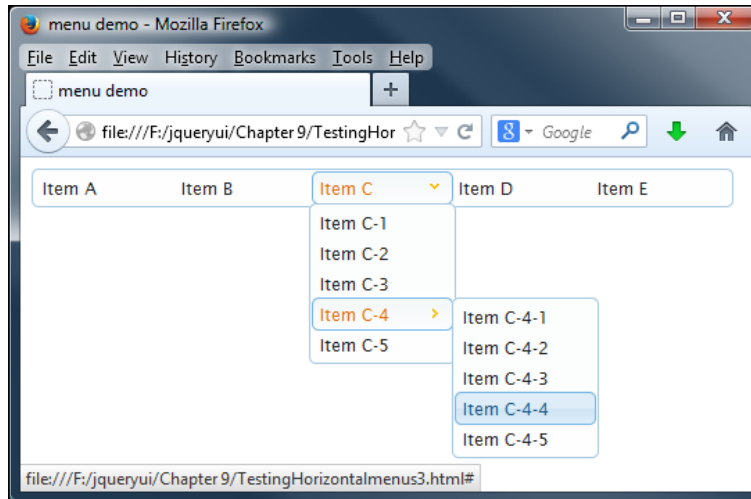 menu demo - Mozilla Firefox
File Edit View History Bookmarks Tools Help
menu demo +
file:///F:/jqueryui/Chapter 9/TestingHor 8 Google
Item A Item B Item C Item D Item E
Item C-1
Item C-2
Item C-3
Item C-4
Item C-5
Item C-4-1
Item C-4-2
Item C-4-3
Item C-4-4
Item C-4-5
file:///F:/jqueryui/Chapter 9/TestingHorizontalmenus3.html#